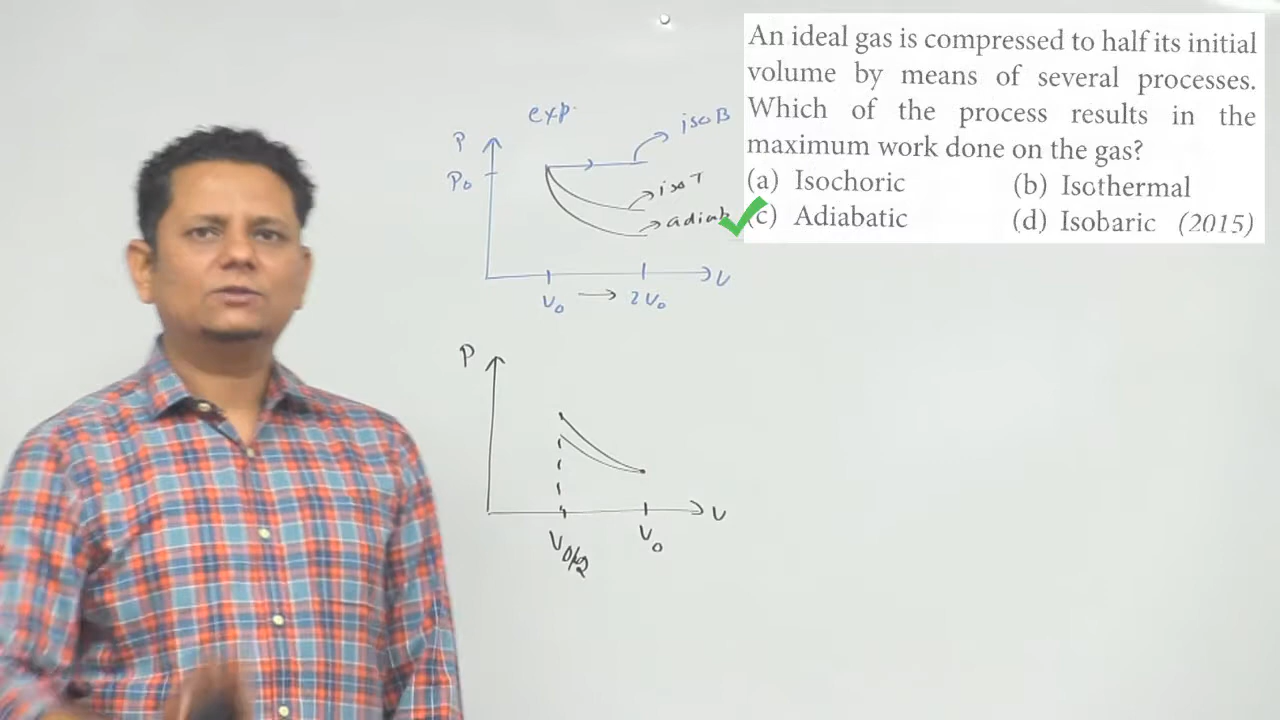 An ideal gas is compressed to half its initial
volume by means of several processes.
Which of the process results in the
maximum work done on the gas?
(a) Isochoric (b) Isothermal
(c) Adiabatic (d) Isobaric (2015)
exp.
P
isoB
P₀
isoT
adiab
V₀ → 2V₀
V
P
V
V₀/2
V₀